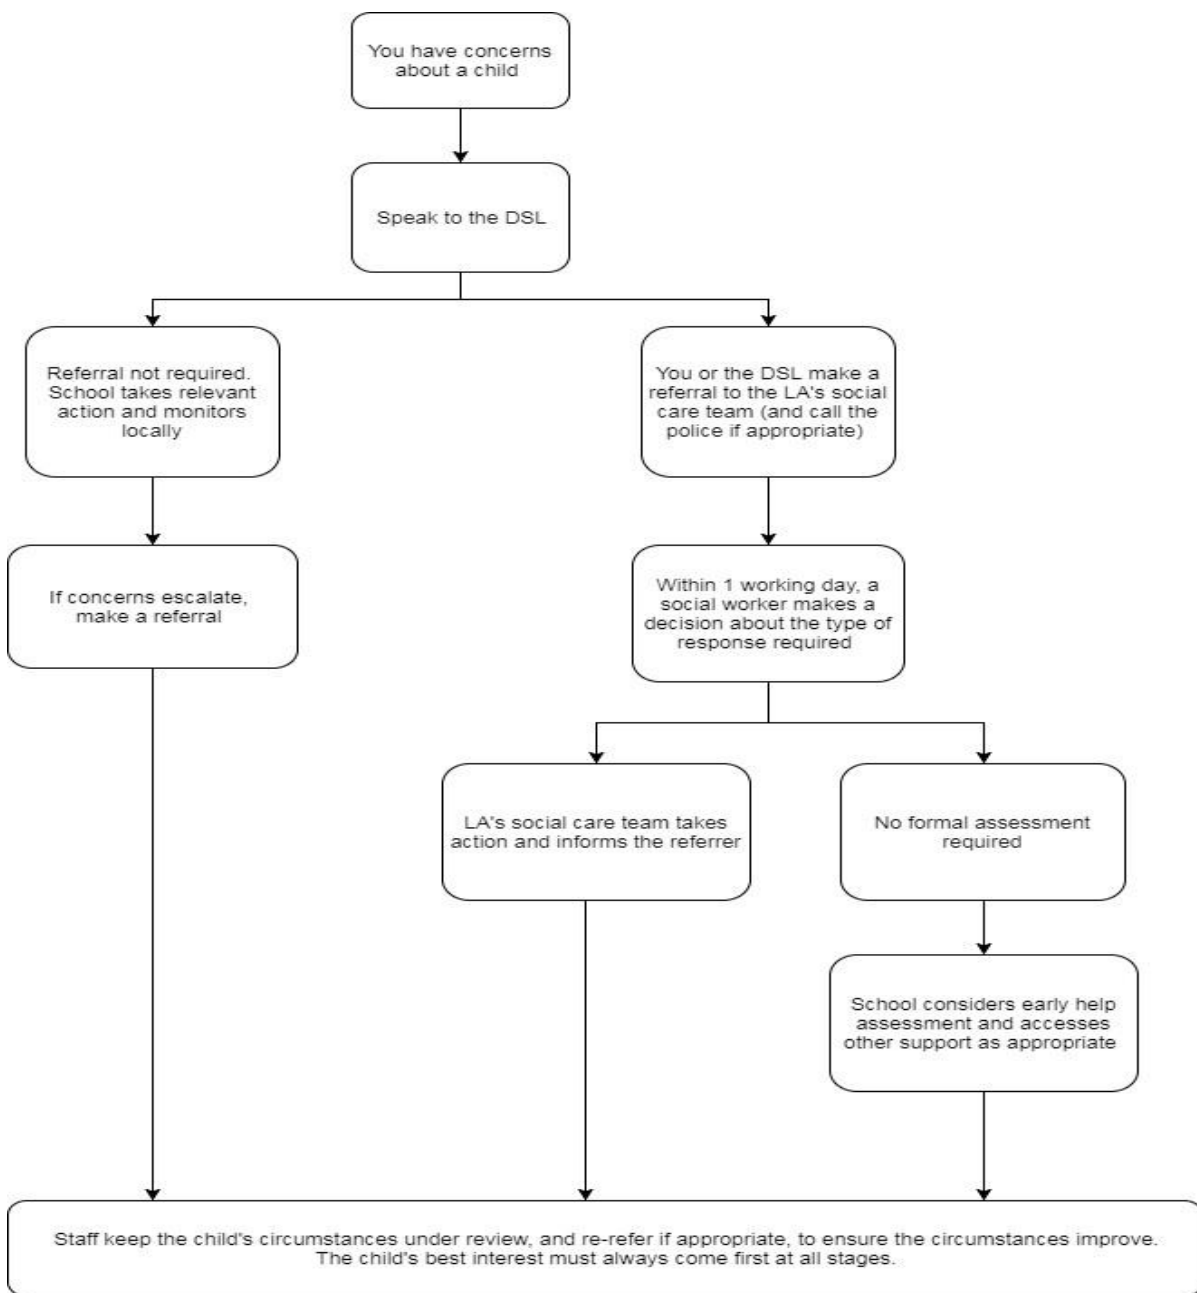 You have concerns
about a child
Speak to the DSL
Referral not required.
School takes relevant
action and monitors
locally
You or the DSL make a
referral to the LA's social
care team (and call the
police if appropriate)
If concerns escalate,
make a referral
Within 1 working day, a
social worker makes a
decision about the type of
response required
LA's social care team takes
action and informs the referrer
No formal assessment
required
School considers early help
assessment and accesses
other support as appropriate
Staff keep the child's circumstances under review, and re-refer if appropriate, to ensure the circumstances improve.
The child's best interest must always come first at all stages.